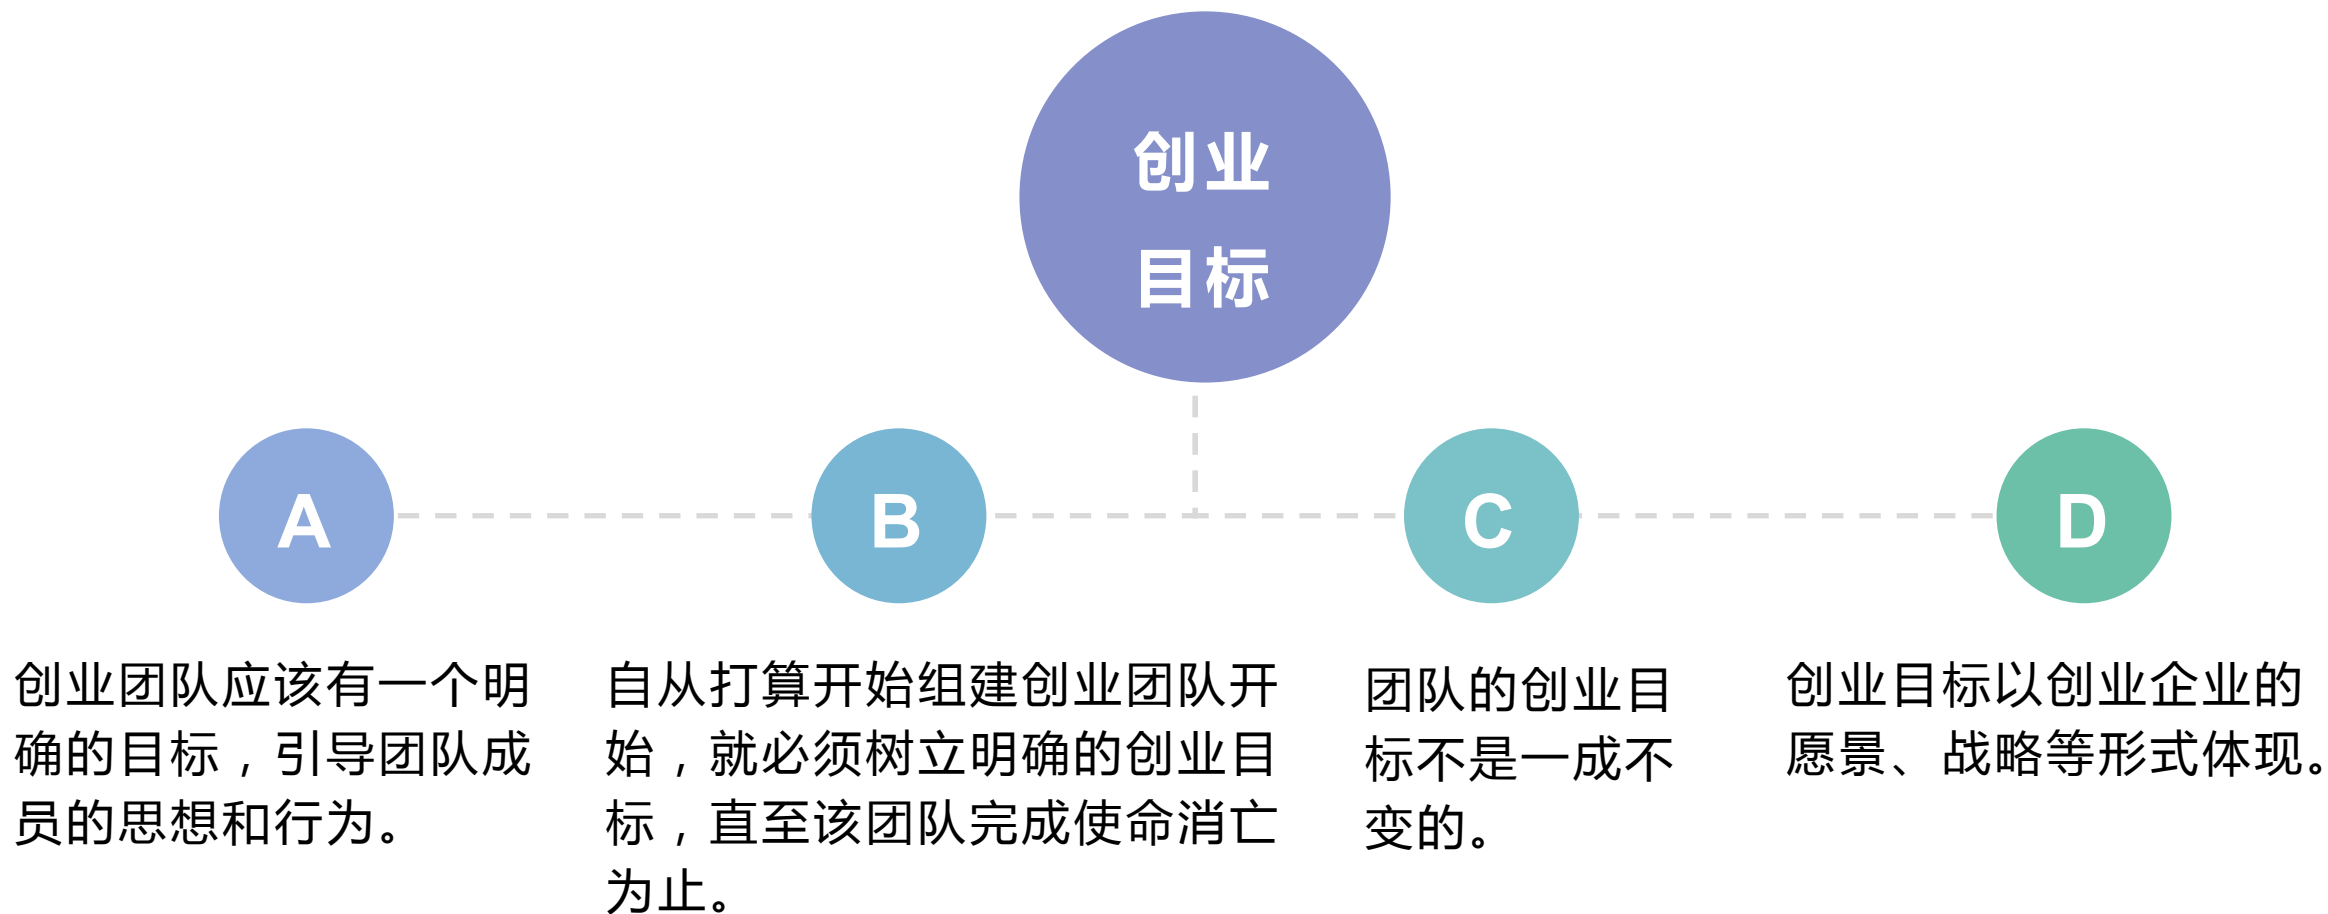 创业
目标
A
B
C
D
创业团队应该有一个明
确的目标，引导团队成
员的思想和行为。
自从打算开始组建创业团队开
始，就必须树立明确的创业目
标，直至该团队完成使命消亡
为止。
团队的创业目
标不是一成不
变的。
创业目标以创业企业的
愿景、战略等形式体现。